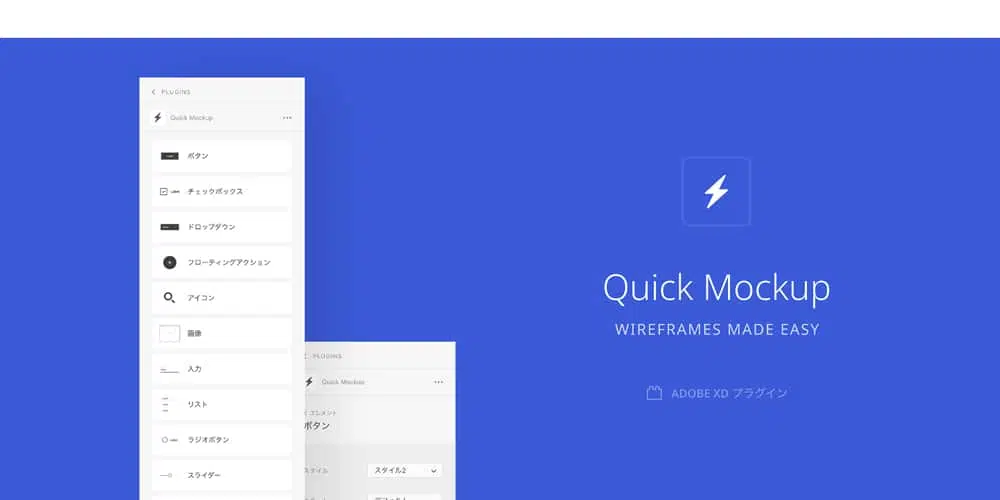 PLUGINS
Quick Mockup
ボタン
チェックボックス
ドロップダウン
フローティングアクション
アイコン
画像
入力
リスト
ラジオボタン
スライダー
PLUGINS
Quick Mockup
エレメント
ボタン
スタイル
スタイル2
Quick Mockup
WIREFRAMES MADE EASY
ADOBE XD プラグイン